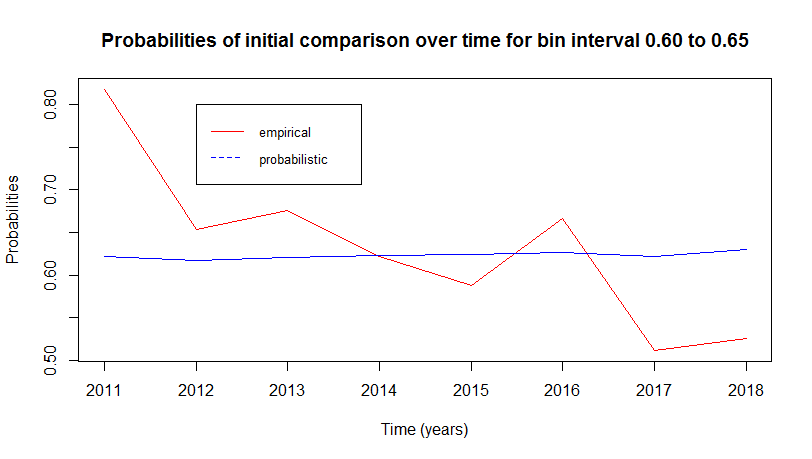 Probabilities of initial comparison over time for bin interval 0.60 to 0.65
Probabilities
0.80
0.70
0.60
0.50
empirical
probabilistic
2011 2012 2013 2014 2015 2016 2017 2018
Time (years)